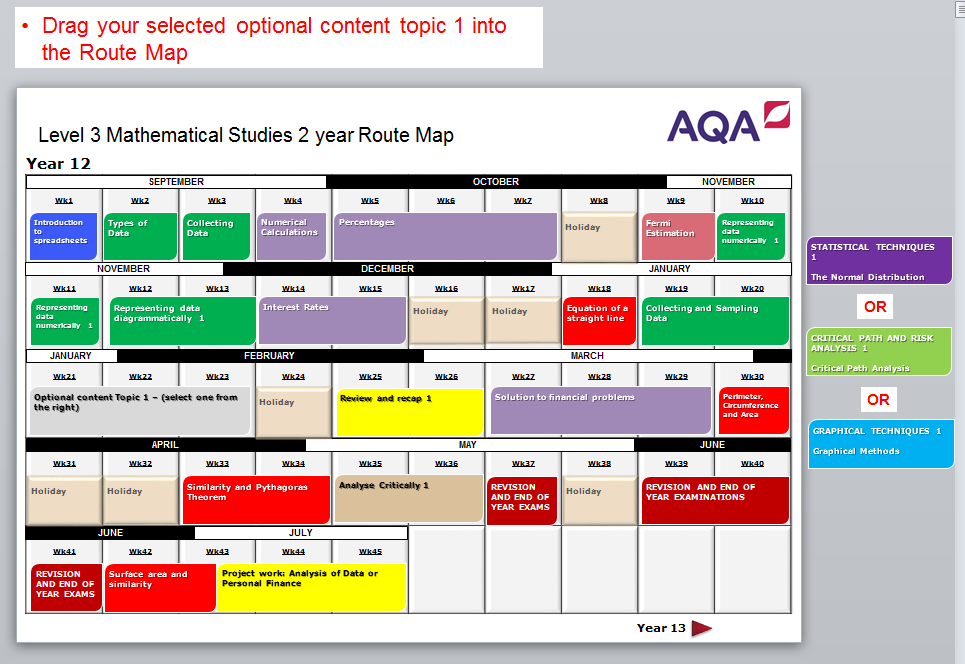 • Drag your selected optional content topic 1 into
the Route Map
AQA
Level 3 Mathematical Studies 2 year Route Map
Year 12
SEPTEMBER OCTOBER NOVEMBER
Wk1 Wk2 Wk3 Wk4 Wk5 Wk6 Wk7 Wk8 Wk9 Wk10
Introduction
to
spreadsheets
Types of
Data
Collecting
Data
Numerical
Calculations
Percentages
Holiday
Fermi
Estimation
Representing
data
numerically 1
NOVEMBER DECEMBER JANUARY
Wk11 Wk12 Wk13 Wk14 Wk15 Wk16 Wk17 Wk18 Wk19 Wk20
Representing
data
numerically 1
Representing data
diagrammatically 1
Interest Rates
Holiday
Holiday
Equation of a
straight line
Collecting and Sampling
Data
JANUARY FEBRUARY MARCH
Wk21 Wk22 Wk23 Wk24 Wk25 Wk26 Wk27 Wk28 Wk29 Wk30
Optional content Topic 1 – (select one from
the right)
Holiday
Review and recap 1
Solution to financial problems
Perimeter,
Circumference
and Area
APRIL MAY JUNE
Wk31 Wk32 Wk33 Wk34 Wk35 Wk36 Wk37 Wk38 Wk39 Wk40
Holiday
Holiday
Similarity and Pythagoras
Theorem
Analyse Critically 1
REVISION
AND END OF
YEAR EXAMS
Holiday
REVISION AND END OF
YEAR EXAMINATIONS
JUNE JULY
Wk41 Wk42 Wk43 Wk44 Wk45
REVISION
AND END OF
YEAR EXAMS
Surface area and
similarity
Project work: Analysis of Data or
Personal Finance
Year 13
STATISTICAL TECHNIQUES
1
The Normal Distribution
OR
CRITICAL PATH AND RISK
ANALYSIS 1
Critical Path Analysis
OR
GRAPHICAL TECHNIQUES 1
Graphical Methods